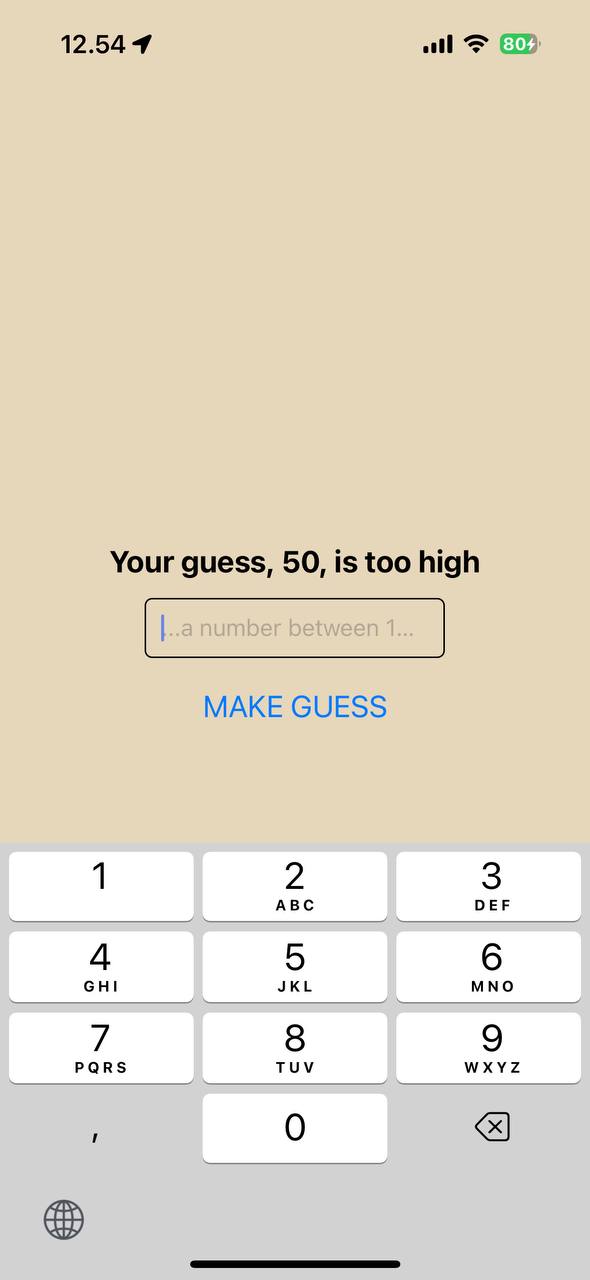 12.54
80
Your guess, 50, is too high
...a number between 1...
MAKE GUESS
1
2
ABC
3
DEF
4
GHI
5
JKL
6
MNO
7
PQRS
8
TUV
9
WXYZ
,
0